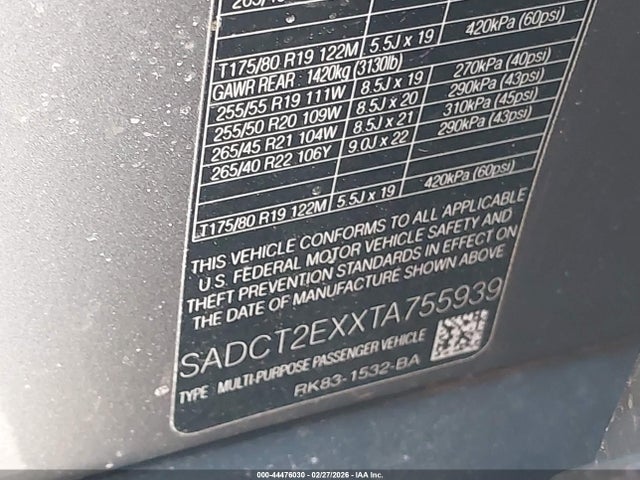 T175/80 R19 122M 5.5J x 19 420kPa (60psi)
GAWR REAR : 1420kg (3130lb)
255/55 R19 111W 8.5J x 19 270kPa (40psi)
255/50 R20 109W 8.5J x 20 290kPa (43psi)
265/45 R21 104W 8.5J x 21 310kPa (45psi)
265/40 R22 106Y 9.0J x 22 290kPa (43psi)
T175/80 R19 122M 5.5J x 19 420kPa (60psi)
THIS VEHICLE CONFORMS TO ALL APPLICABLE
U.S. FEDERAL MOTOR VEHICLE SAFETY AND
THEFT PREVENTION STANDARDS IN EFFECT ON
THE DATE OF MANUFACTURE SHOWN ABOVE
SADCT2EXXTA755939
TYPE MULTI-PURPOSE PASSENGER VEHICLE
RK83-1532-BA
000-44476030 - 02/27/2026 - IAA Inc.